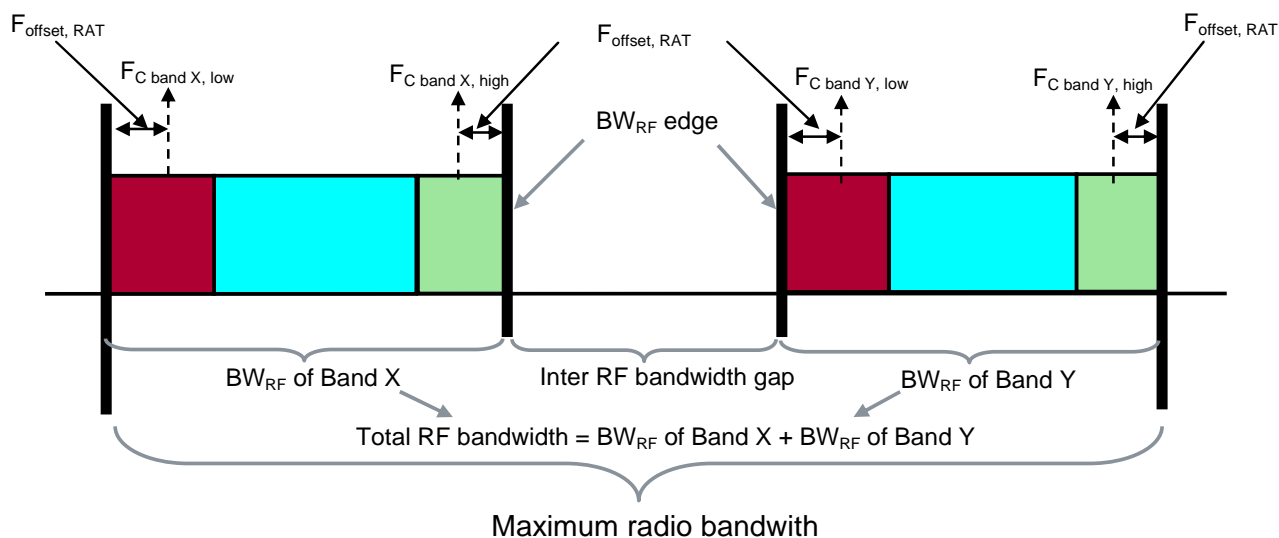 F_offset, RAT
F_offset, RAT
F_offset, RAT
F_C band X, low
F_C band X, high
F_C band Y, low
F_C band Y, high
BW_RF edge
BW_RF of Band X
Inter RF bandwidth gap
BW_RF of Band Y
Total RF bandwidth = BW_RF of Band X + BW_RF of Band Y
Maximum radio bandwith